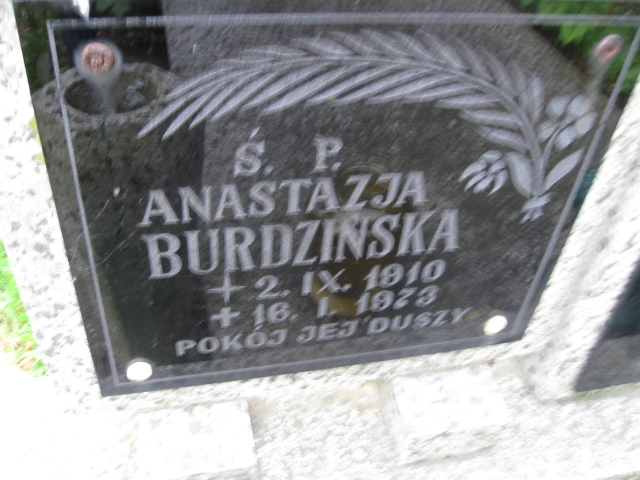 Ś. P.
ANASTAZJA
BURDZIŃSKA
2. IX. 1910
+ 16. I. 1973
POKÓJ JEJ DUSZY